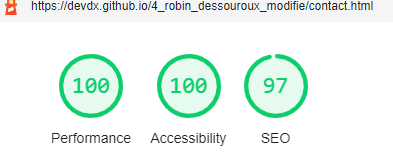 https://devdx.github.io/4_robin_dessouroux_modifie/contact.html
100 100 97
Performance Accessibility SEO